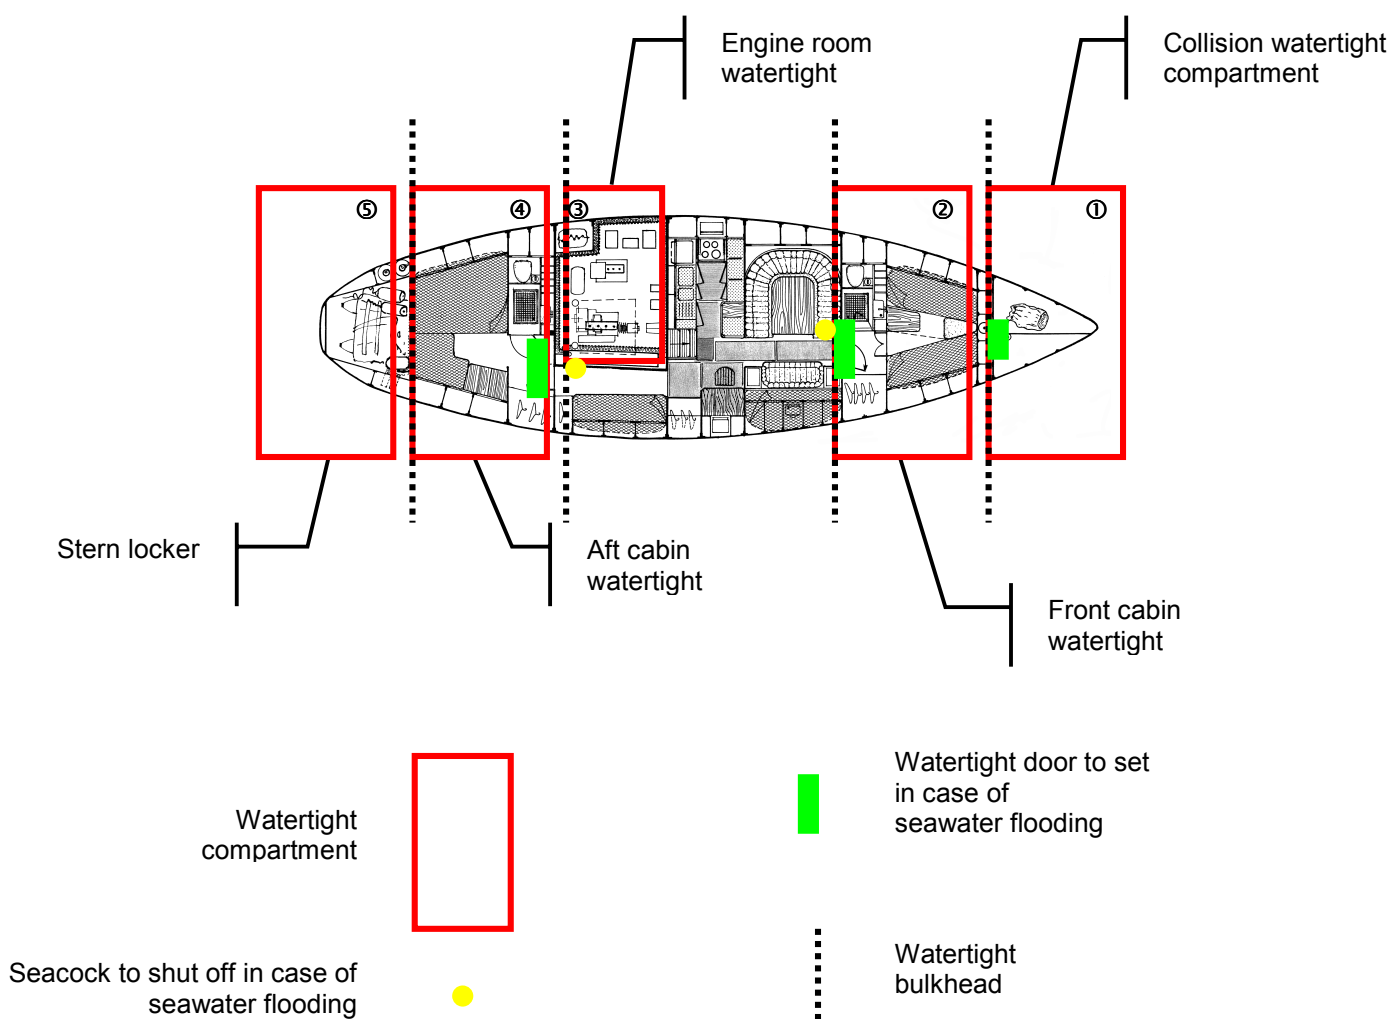 Engine room
watertight
Collision watertight
compartment
⑤
④
③
②
①
Stern locker
Aft cabin
watertight
Front cabin
watertight
Watertight
compartment
Watertight door to set
in case of
seawater flooding
Seacock to shut off in case of
seawater flooding
Watertight
bulkhead